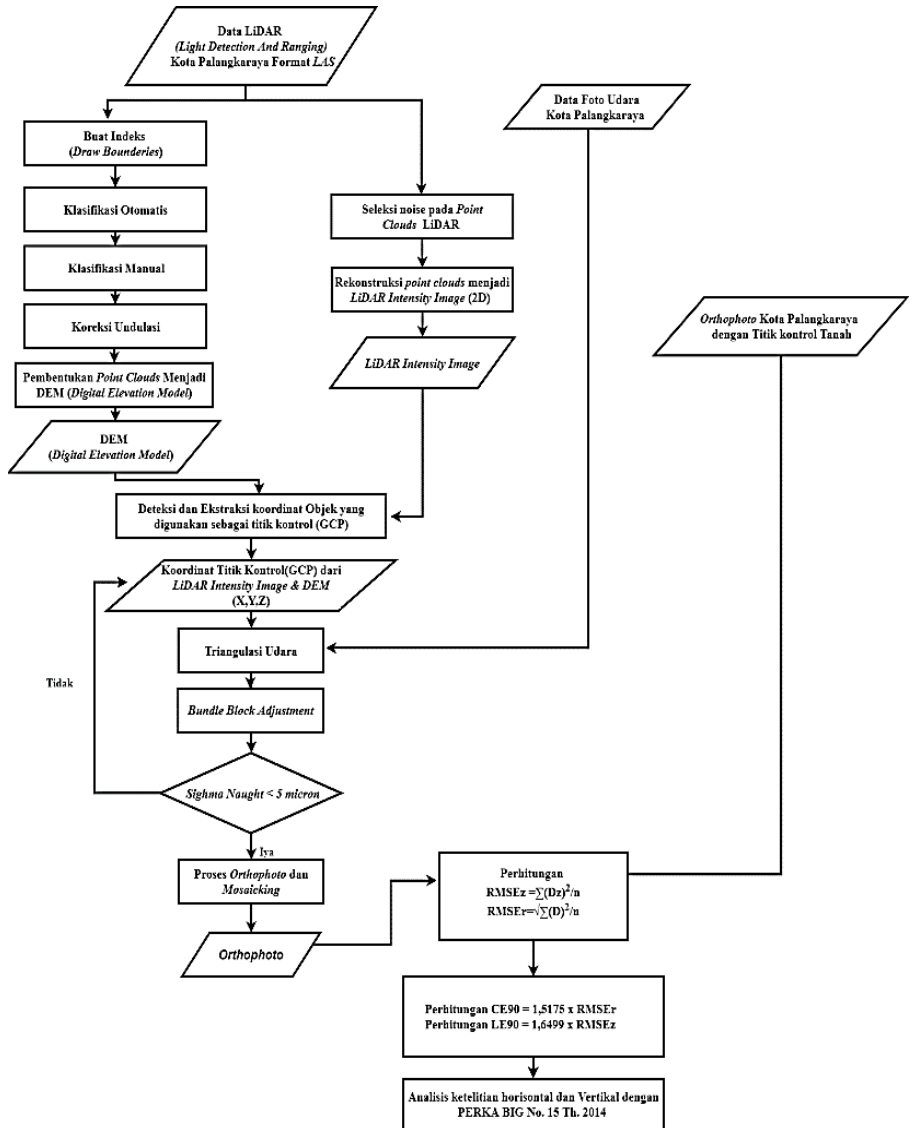 Data LiDAR
(Light Detection And Ranging)
Kota Palangkaraya Format LAS
Data Foto Udara
Kota Palangkaraya
Buat Indeks
(Draw Bounderies)
Klasifikasi Otomatis
Klasifikasi Manual
Koreksi Undulasi
Pembentukan Point Clouds Menjadi
DEM (Digital Elevation Model)
DEM
(Digital Elevation Model)
Seleksi noise pada Point
Clouds LiDAR
Rekonstruksi point clouds menjadi
LiDAR Intensity Image (2D)
LiDAR Intensity Image
Orthophoto Kota Palangkaraya
dengan Titik kontrol Tanah
Deteksi dan Ekstraksi koordinat Objek yang
digunakan sebagai titik kontrol (GCP)
Koordinat Titik Kontrol(GCP) dari
LiDAR Intensity Image & DEM
(X,Y,Z)
Triangulasi Udara
Tidak
Bundle Block Adjustment
Sighma Naught < 5 micron
Iya
Proses Orthophoto dan
Mosaicking
Orthophoto
Perhitungan
RMSEz =∑(Dz)²/n
RMSEr=√∑(D)²/n
Perhitungan CE90 = 1,5175 x RMSEr
Perhitungan LE90 = 1,6499 x RMSEz
Analisis ketelitian horisontal dan Vertikal dengan
PERKA BIG No. 15 Th. 2014